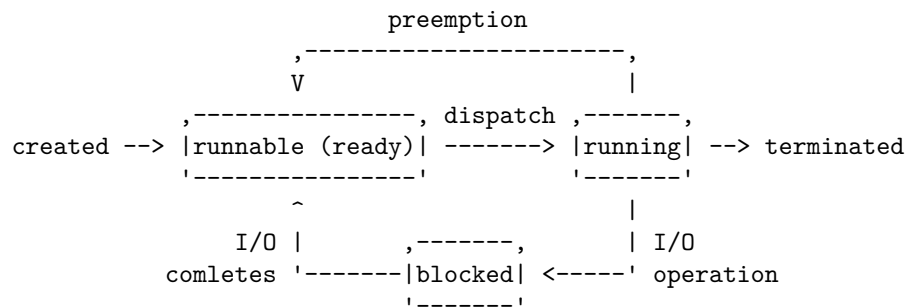 preemption
dispatch
created --> |runnable (ready)| -------> |running| --> terminated
I/O | | I/O
comletes '-------|blocked| <-----' operation